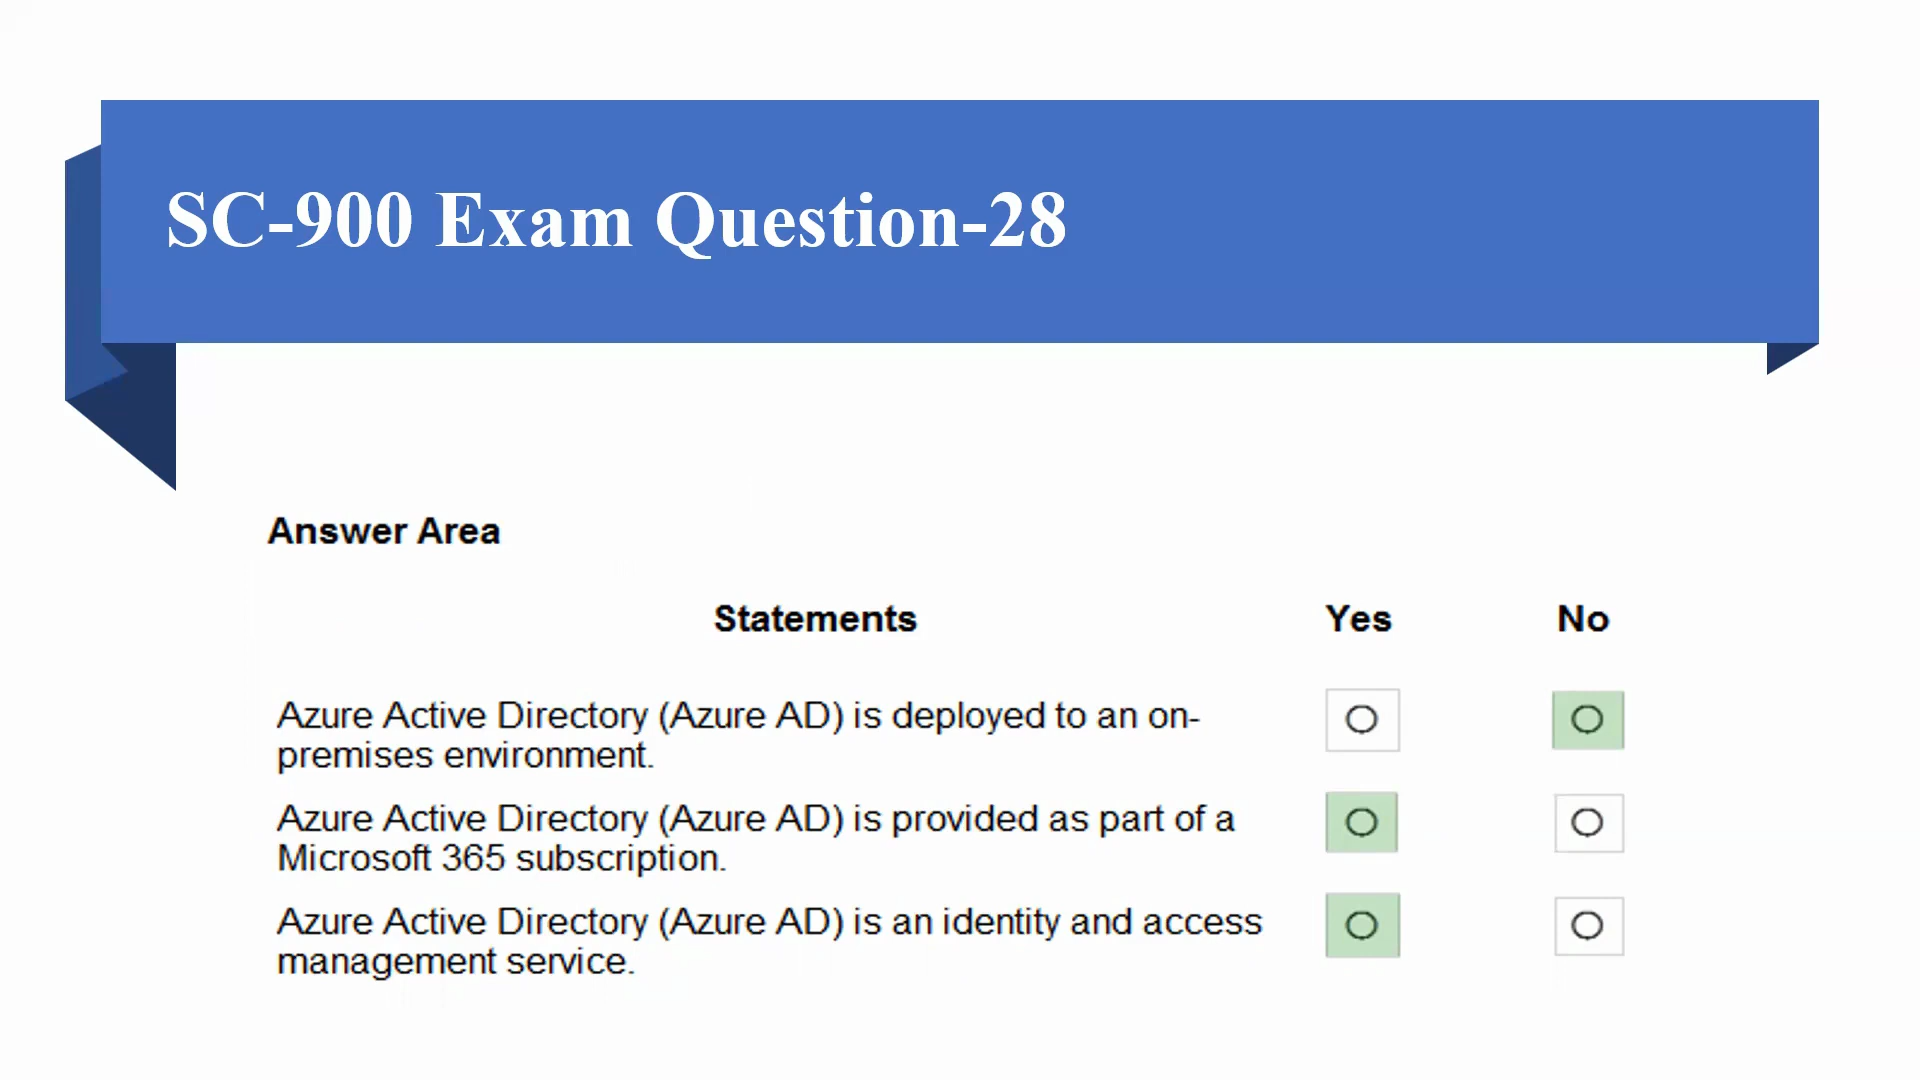 SC-900 Exam Question-28
Answer Area
Statements Yes No
Azure Active Directory (Azure AD) is deployed to an on-
premises environment.
Azure Active Directory (Azure AD) is provided as part of a
Microsoft 365 subscription.
Azure Active Directory (Azure AD) is an identity and access
management service.